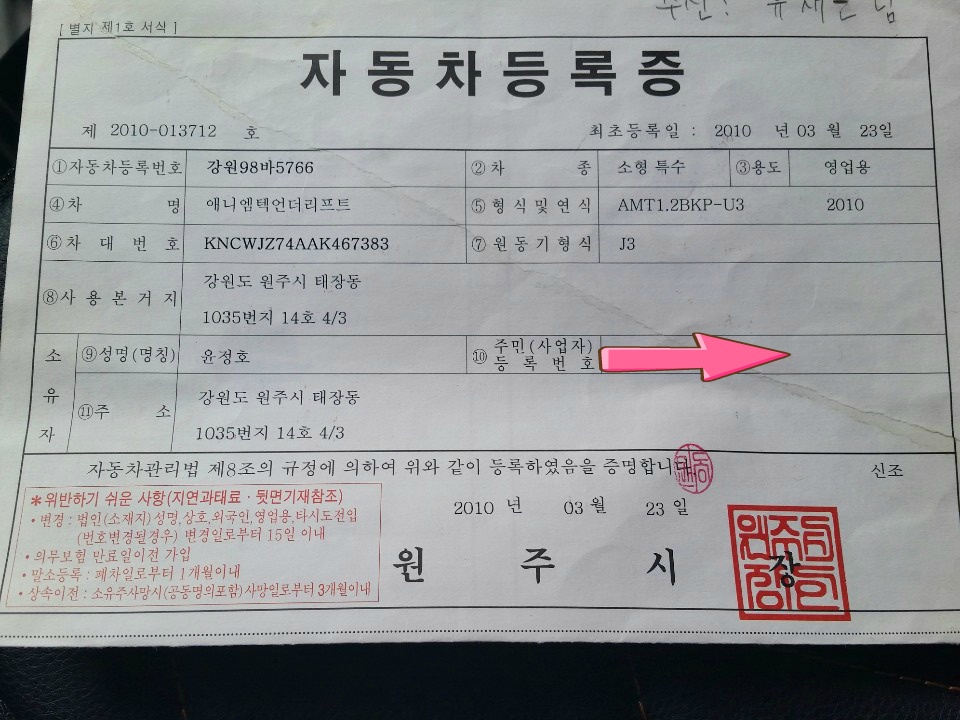 수신: 유재근 님
[ 별지 제1호 서식 ]
자동차등록증
제 2010-013712 호 최초등록일 : 2010 년 03 월 23일
①자동차등록번호 강원98바5766 ②차 종 소형 특수 ③용도 영업용
④차 명 애니엠텍언더리프트 ⑤형식및연식 AMT1.2BKP-U3 2010
⑥차 대 번 호 KNCWJZ74AAK467383 ⑦원동기형식 J3
⑧사 용 본 거 지 강원도 원주시 태장동
1035번지 14호 4/3
소유자 ⑨성명(명칭) 윤정호 ⑩주민(사업자)
등 록 번 호
⑪주 소 강원도 원주시 태장동
1035번지 14호 4/3
자동차관리법 제8조의 규정에 의하여 위와 같이 등록하였음을 증명합니다. 신조
2010 년 03 월 23 일
*위반하기 쉬운 사항(지연과태료·뒷면기재참조)
• 변경 : 법인(소재지)성명,상호,외국인,영업용,타시도전입
(번호변경될경우) 변경일로부터 15일 이내
• 의무보험 만료일이전 가입
• 말소등록 : 폐차일로부터 1개월이내
• 상속이전 : 소유주사망시(공동명의포함)사망일로부터 3개월이내
원 주 시 장